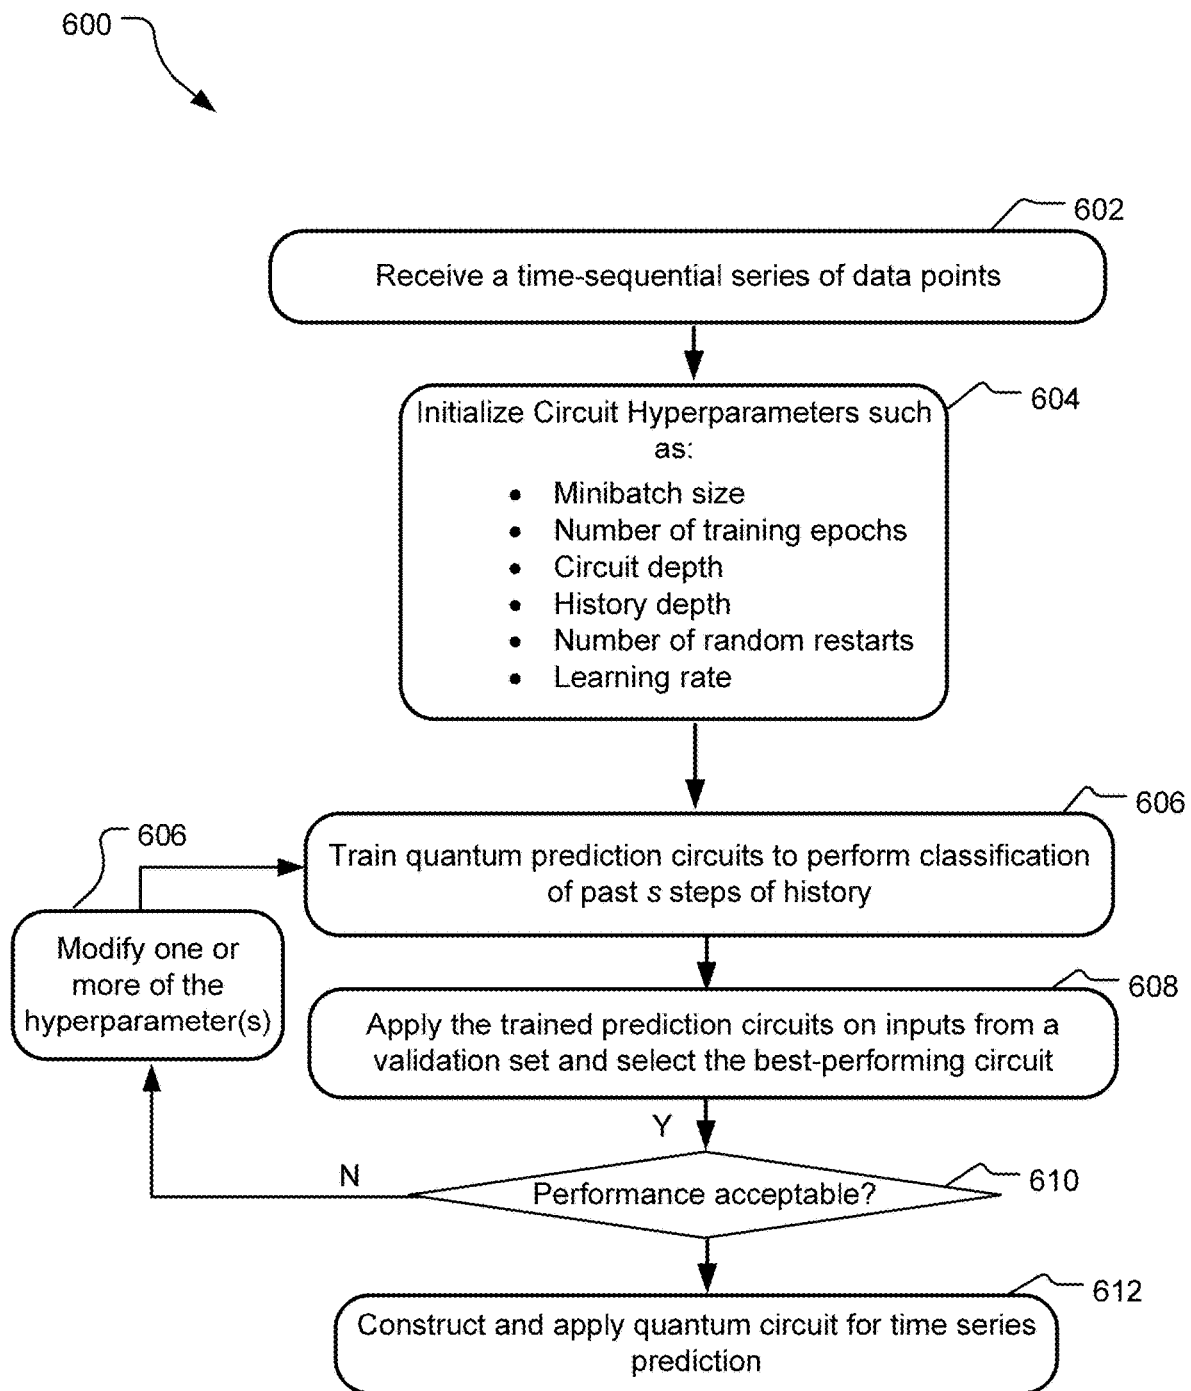 600
602
Receive a time-sequential series of data points
604
Initialize Circuit Hyperparameters such
as:
• Minibatch size
• Number of training epochs
• Circuit depth
• History depth
• Number of random restarts
• Learning rate
606
Train quantum prediction circuits to perform classification
of past s steps of history
606
Modify one or
more of the
hyperparameter(s)
608
Apply the trained prediction circuits on inputs from a
validation set and select the best-performing circuit
Y
N
Performance acceptable?
610
612
Construct and apply quantum circuit for time series
prediction